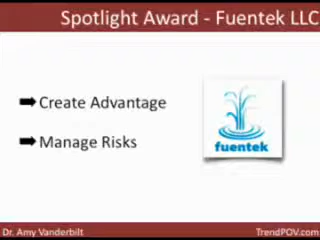 Spotlight Award - Fuentek LLC
Create Advantage
Manage Risks
fuentek
Dr. Amy Vanderbilt
TrendPOV.com